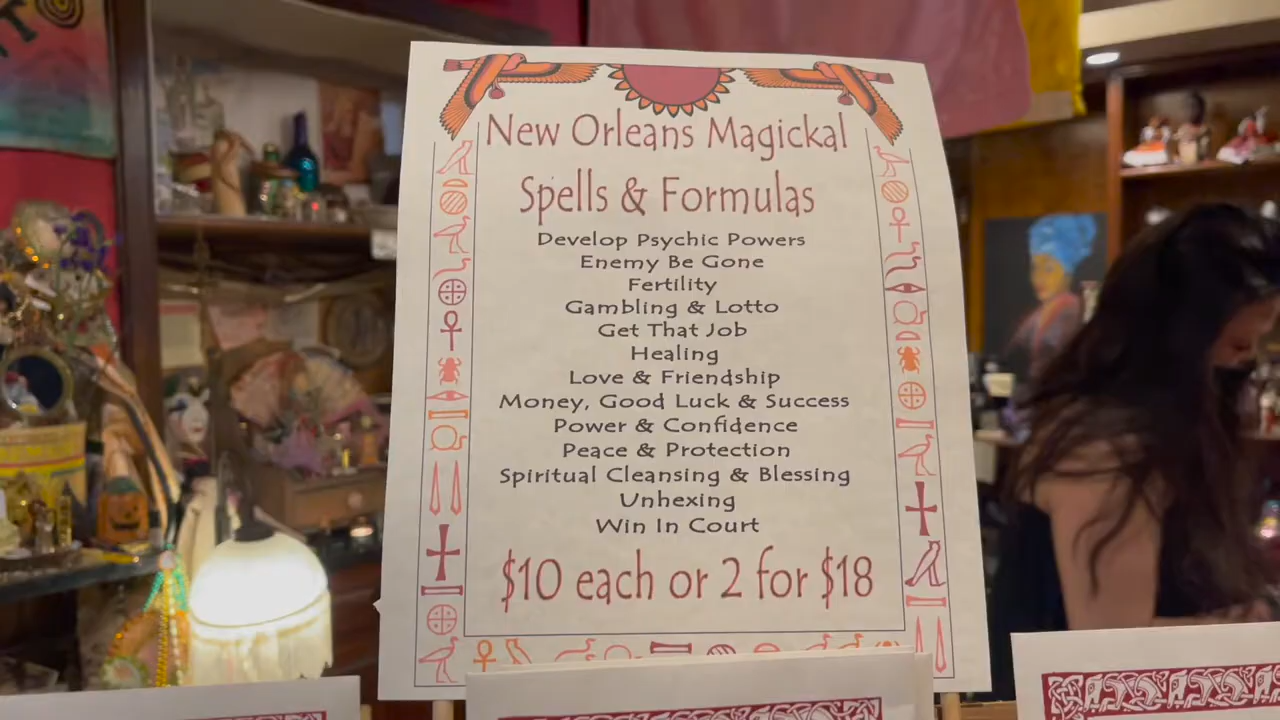 New Orleans Magickal
Spells & Formulas
Develop Psychic Powers
Enemy Be Gone
Fertility
Gambling & Lotto
Get That Job
Healing
Love & Friendship
Money, Good Luck & Success
Power & Confidence
Peace & Protection
Spiritual Cleansing & Blessing
Unhexing
Win In Court
$10 each or 2 for $18